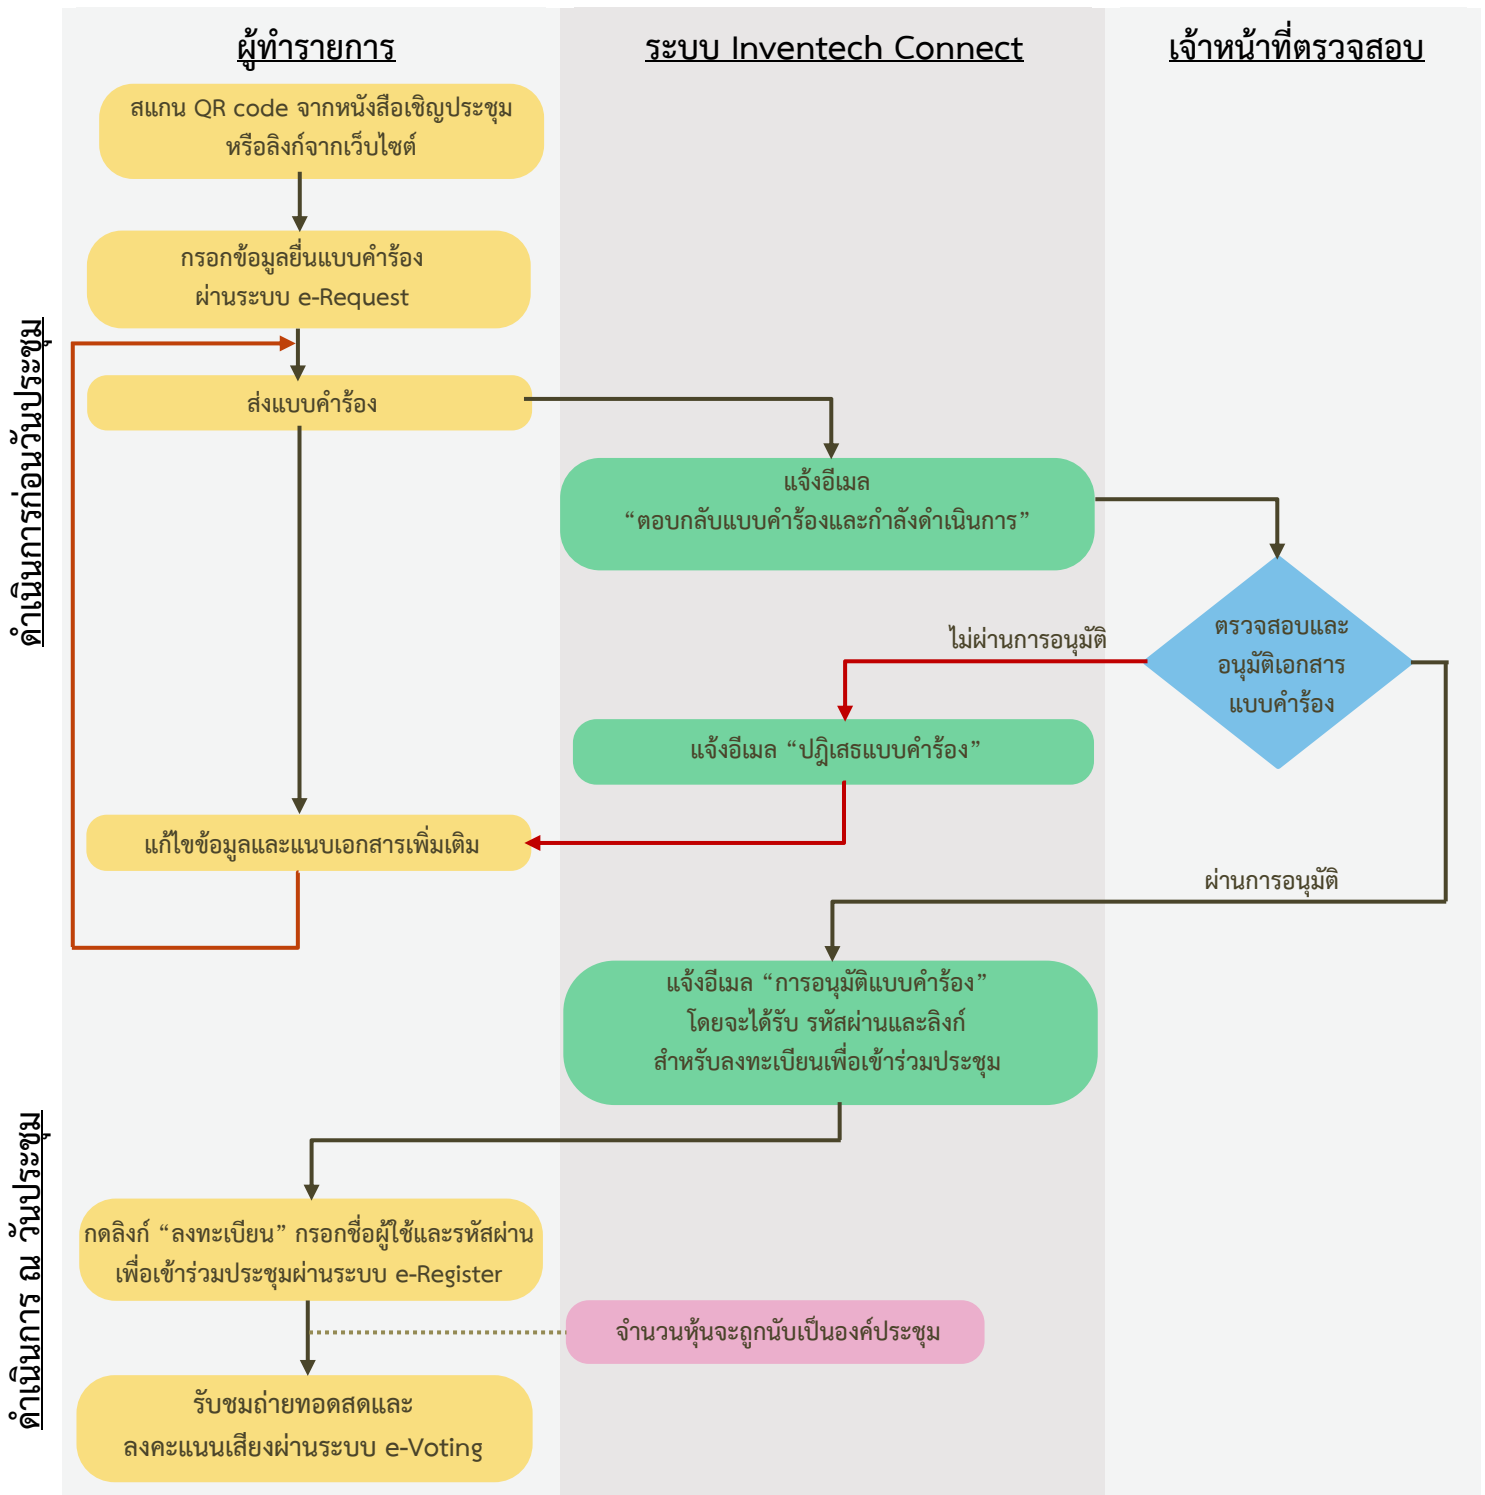 ผู้ทำรายการ
ระบบ Inventech Connect
เจ้าหน้าที่ตรวจสอบ
ดำเนินการก่อนวันประชุม
สแกน QR code จากหนังสือเชิญประชุม
หรือลิงก์จากเว็บไซต์
กรอกข้อมูลยื่นแบบคำร้อง
ผ่านระบบ e-Request
ส่งแบบคำร้อง
แจ้งอีเมล
“ตอบกลับแบบคำร้องและกำลังดำเนินการ”
ตรวจสอบและ
อนุมัติเอกสาร
แบบคำร้อง
ไม่ผ่านการอนุมัติ
แจ้งอีเมล “ปฎิเสธแบบคำร้อง”
แก้ไขข้อมูลและแนบเอกสารเพิ่มเติม
ผ่านการอนุมัติ
แจ้งอีเมล “การอนุมัติแบบคำร้อง”
โดยจะได้รับ รหัสผ่านและลิงก์
สำหรับลงทะเบียนเพื่อเข้าร่วมประชุม
ดำเนินการ ณ วันประชุม
กดลิงก์ “ลงทะเบียน” กรอกชื่อผู้ใช้และรหัสผ่าน
เพื่อเข้าร่วมประชุมผ่านระบบ e-Register
จำนวนหุ้นจะถูกนับเป็นองค์ประชุม
รับชมถ่ายทอดสดและ
ลงคะแนนเสียงผ่านระบบ e-Voting